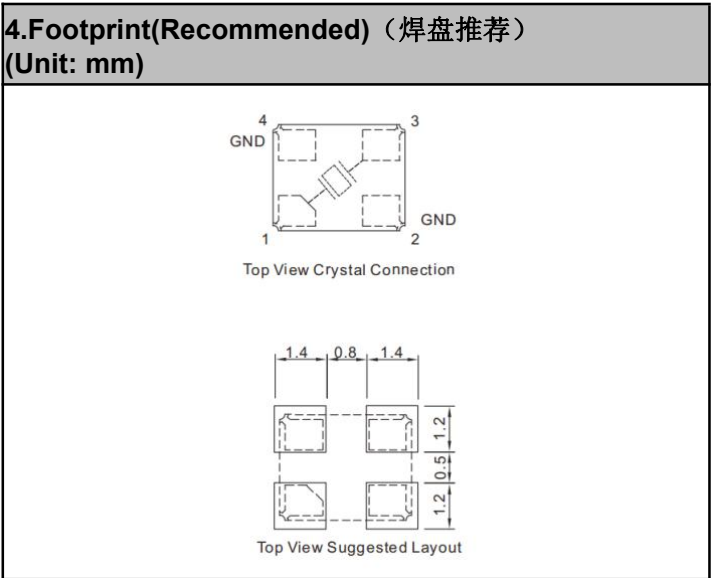 4.Footprint(Recommended)（焊盘推荐）
(Unit: mm)
4 3
GND
GND
1 2
Top View Crystal Connection
1.4 0.8 1.4
1.2
0.5
1.2
Top View Suggested Layout